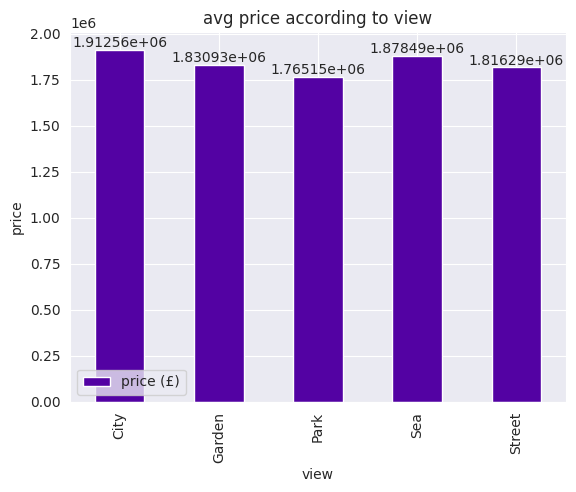 avg price according to view
1e6
1.91256e+06
1.83093e+06
1.76515e+06
1.87849e+06
1.81629e+06
2.00
1.75
1.50
1.25
1.00
0.75
0.50
0.25
0.00
price
price (£)
City
Garden
Park
Sea
Street
view